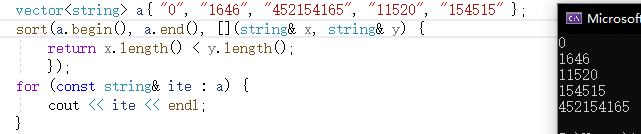 vector<string> a{ "0", "1646", "452154165", "11520", "154515" };
sort(a.begin(), a.end(), [](string& x, string& y) {
return x.length() < y.length();
});
for (const string& ite : a) {
cout << ite << endl;
}
Microsof
0
1646
11520
154515
452154165